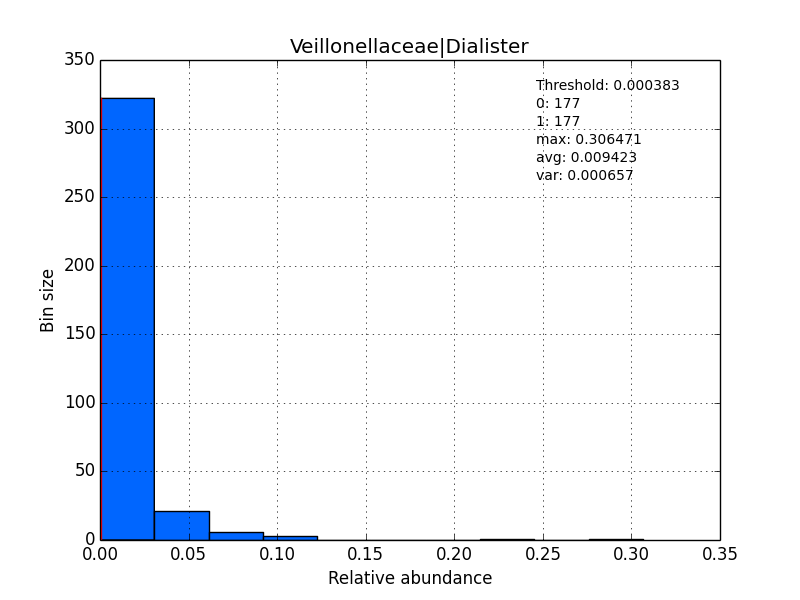 Veillonellaceae|Dialister
Threshold: 0.000383
0: 177
1: 177
max: 0.306471
avg: 0.009423
var: 0.000657
350
300
250
200
150
100
50
0
Bin size
0.00 0.05 0.10 0.15 0.20 0.25 0.30 0.35
Relative abundance